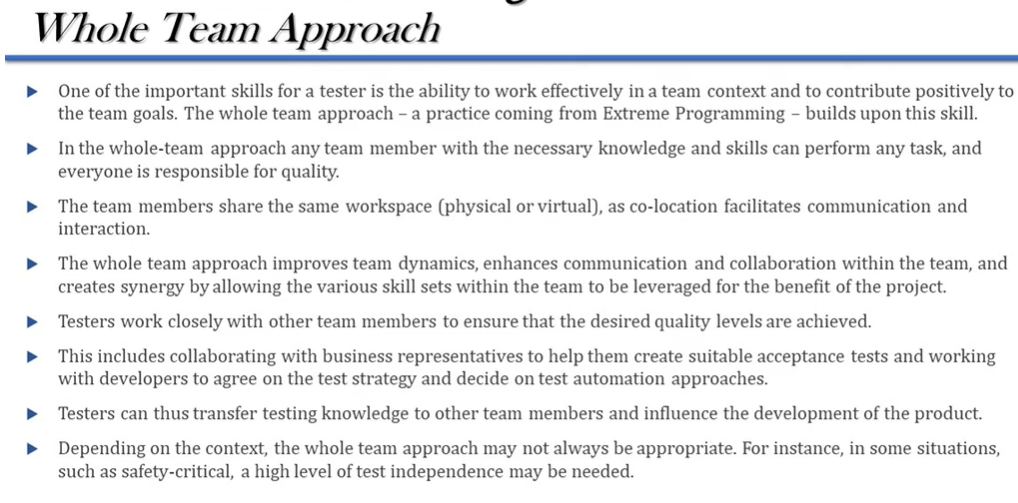 Whole Team Approach
One of the important skills for a tester is the ability to work effectively in a team context and to contribute positively to
the team goals. The whole team approach – a practice coming from Extreme Programming – builds upon this skill.
In the whole-team approach any team member with the necessary knowledge and skills can perform any task, and
everyone is responsible for quality.
The team members share the same workspace (physical or virtual), as co-location facilitates communication and
interaction.
The whole team approach improves team dynamics, enhances communication and collaboration within the team, and
creates synergy by allowing the various skill sets within the team to be leveraged for the benefit of the project.
Testers work closely with other team members to ensure that the desired quality levels are achieved.
This includes collaborating with business representatives to help them create suitable acceptance tests and working
with developers to agree on the test strategy and decide on test automation approaches.
Testers can thus transfer testing knowledge to other team members and influence the development of the product.
Depending on the context, the whole team approach may not always be appropriate. For instance, in some situations,
such as safety-critical, a high level of test independence may be needed.